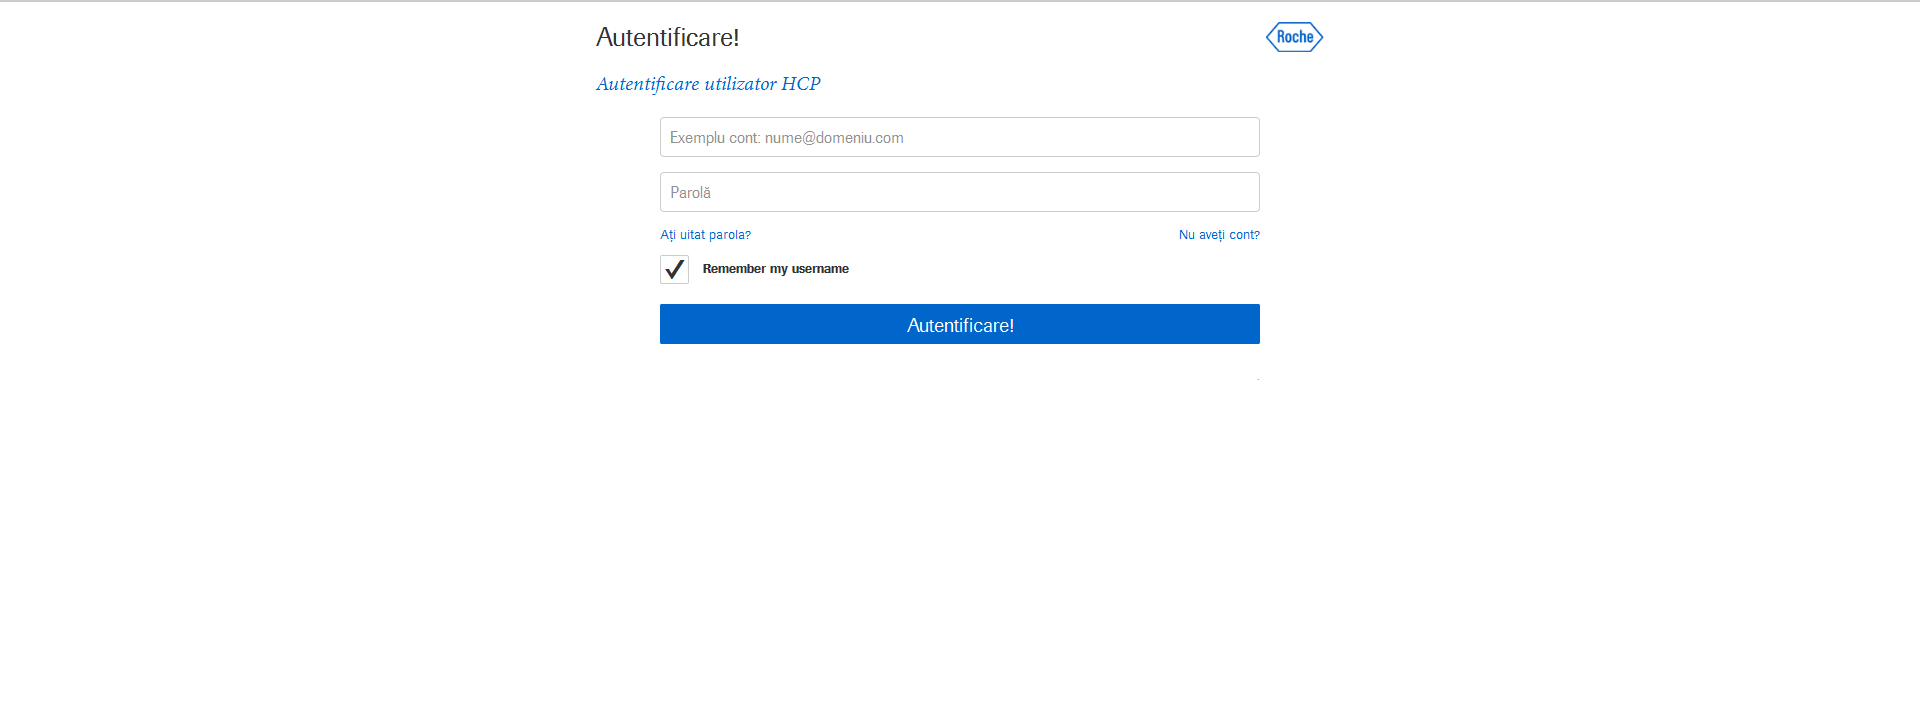 Autentificare!
Roche
Autentificare utilizator HCP
Exemplu cont: nume@domeniu.com
Parolă
Ați uitat parola?
Nu aveți cont?
Remember my username
Autentificare!
.